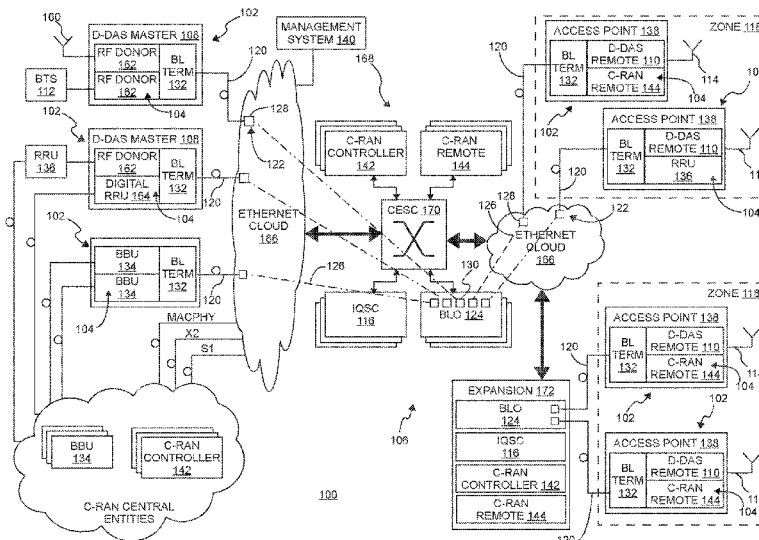 160
D-DAS MASTER 108
102
RF DONOR
162
RF DONOR
162
BL
TERM
132
BTS
112
104
120
102
D-DAS MASTER 108
RRU
136
RF DONOR
162
DIGITAL
RRU 164
BL
TERM
132
104
120
102
BBU
134
BBU
134
BL
TERM
132
104
120
MACPHY
X2
S1
BBU
134
C-RAN
CONTROLLER
142
C-RAN CENTRAL
ENTITIES
MANAGEMENT
SYSTEM 140
128
122
ETHERNET
CLOUD
166
126
168
C-RAN
CONTROLLER
142
C-RAN
REMOTE
144
CESC 170
130
IQSC
116
BLO
124
106
100
126
128
122
ETHERNET
CLOUD
166
EXPANSION 172
BLO
124
IQSC
116
C-RAN
CONTROLLER 142
C-RAN
REMOTE 144
ZONE 118
ACCESS POINT 138
BL
TERM
132
D-DAS
REMOTE 110
C-RAN
REMOTE 144
114
104
102
120
ACCESS POINT 138
BL
TERM
132
D-DAS
REMOTE 110
RRU
136
104
120
ZONE 118
ACCESS POINT 138
BL
TERM
132
D-DAS
REMOTE 110
C-RAN
REMOTE 144
104
120
102
102
ACCESS POINT 138
BL
TERM
132
D-DAS
REMOTE 110
C-RAN
REMOTE 144
104
120